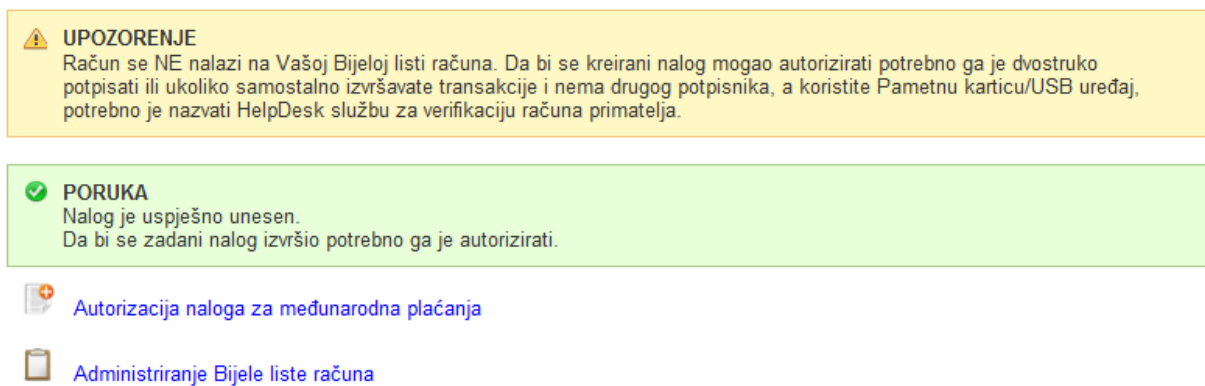 UPOZORENJE
Račun se NE nalazi na Vašoj Bijeloj listi računa. Da bi se kreirani nalog mogao autorizirati potrebno ga je dvostruko
potpisati ili ukoliko samostalno izvršavate transakcije i nema drugog potpisnika, a koristite Pametnu karticu/USB uređaj,
potrebno je nazvati HelpDesk službu za verifikaciju računa primatelja.
PORUKA
Nalog je uspješno unesen.
Da bi se zadani nalog izvršio potrebno ga je autorizirati.
Autorizacija naloga za međunarodna plaćanja
Administriranje Bijele liste računa